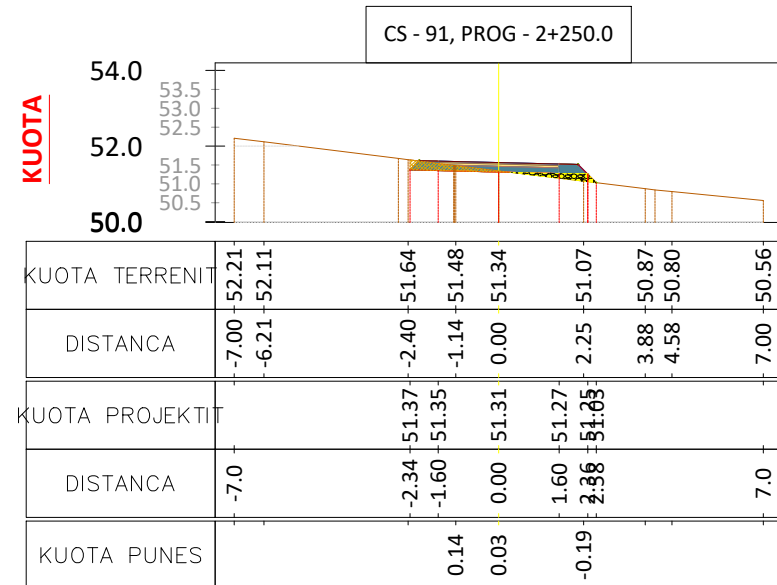 CS - 91, PROG - 2+250.0
KUOTA
54.0
53.5
53.0
52.5
52.0
51.5
51.0
50.5
50.0
KUOTA TERRENIT 52.21 52.11 51.64 51.48 51.34 51.07 50.87 50.80 50.56
DISTANCA -7.00 -6.21 -2.40 -1.14 0.00 2.25 3.88 4.58 7.00
KUOTA PROJEKTIT 51.37 51.35 51.31 51.27 51.25 51.03
DISTANCA -7.0 -2.34 -1.60 0.00 1.60 2.36 2.58 7.0
KUOTA PUNES 0.14 0.03 -0.19